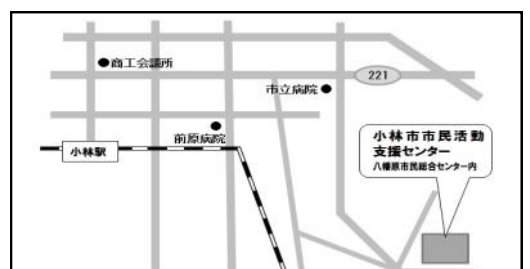 商工会議所
221
市立病院
前原病院
小林駅
小林市市民活動
支援センター
八幡原市民総合センター内